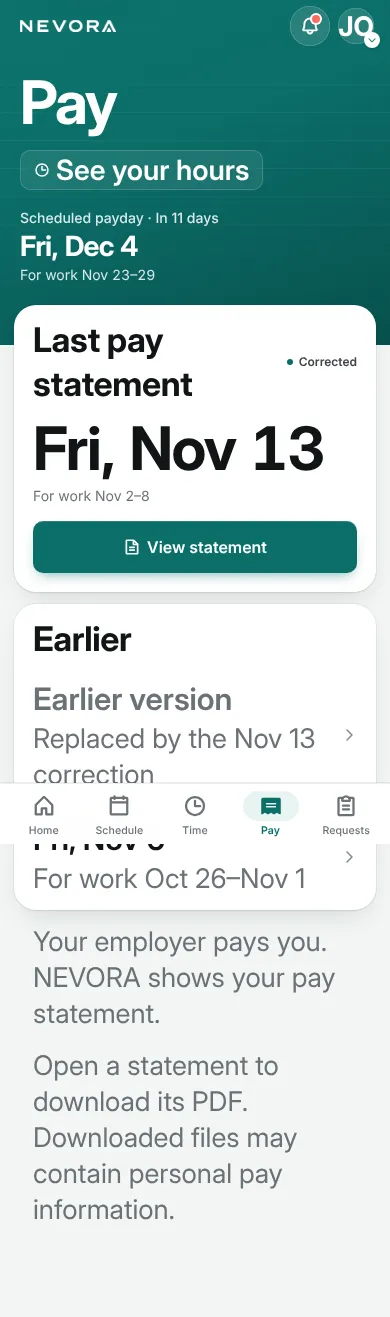 NEVORA
JO
Pay
See your hours
Scheduled payday · In 11 days
Fri, Dec 4
For work Nov 23–29
Last pay
statement
Corrected
Fri, Nov 13
For work Nov 2–8
View statement
Earlier
Earlier version
Replaced by the Nov 13
correction
Home
Schedule
Time
Pay
Requests
Fri, Nov
For work Oct 26–Nov 1
Your employer pays you.
NEVORA shows your pay
statement.
Open a statement to
download its PDF.
Downloaded files may
contain personal pay
information.